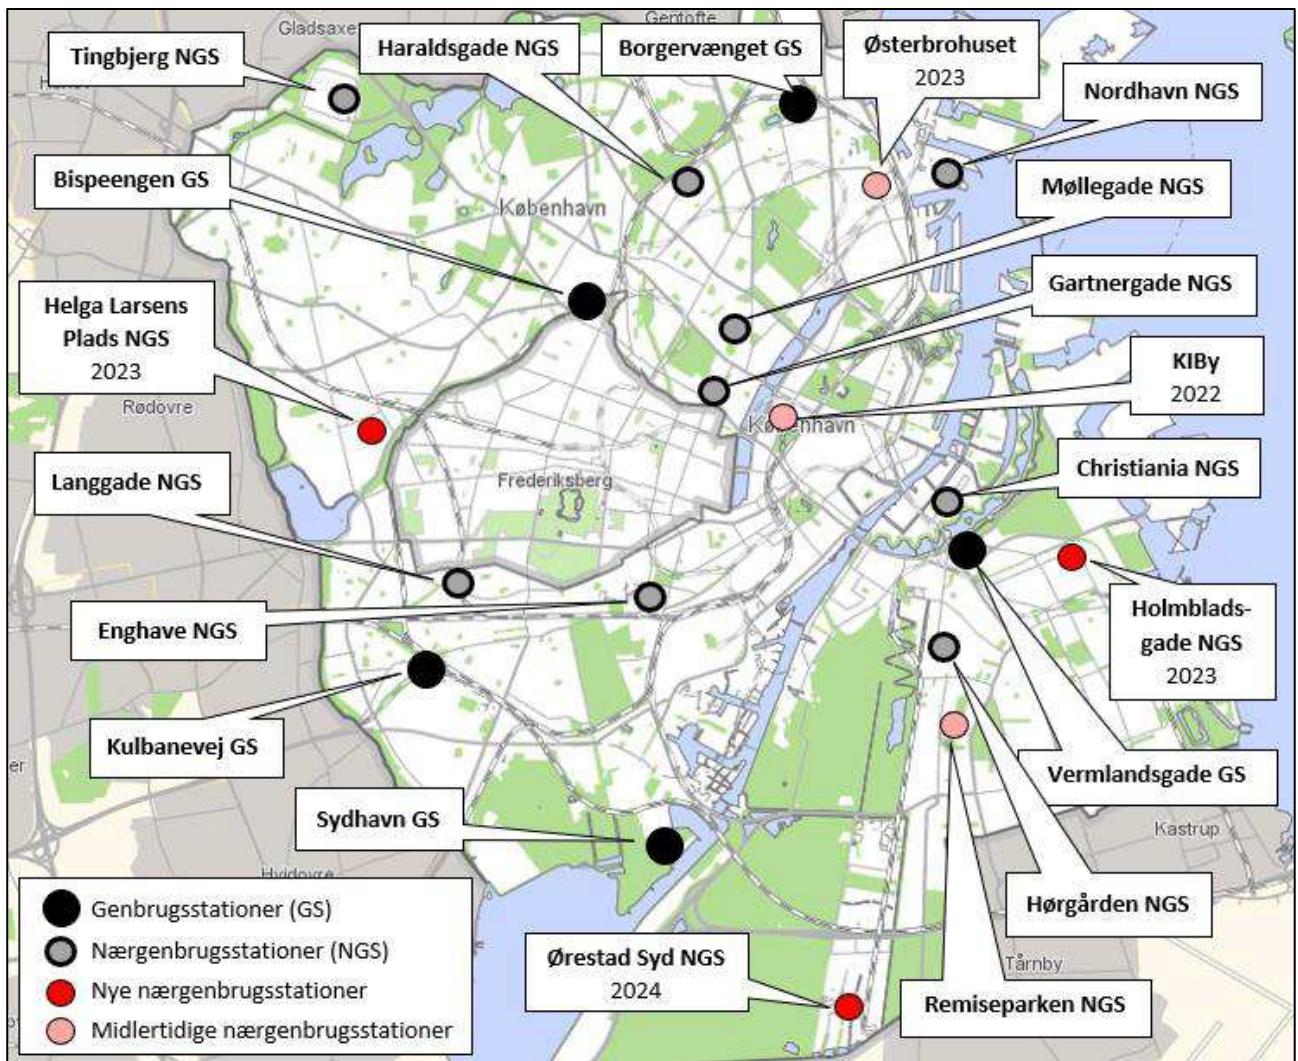 Gladsaxe
Gentofte
Tingbjerg NGS
Haraldsgade NGS
Borgervænget GS
Østerbrohuset
2023
Nordhavn NGS
Bispeengen GS
København
Møllegade NGS
Gartnergade NGS
Helga Larsens
Plads NGS
2023
KIBy
2022
Rødovre
København
Langgade NGS
Frederiksberg
Christiania NGS
Enghave NGS
Holmblads-
gade NGS
2023
Kulbanevej GS
Vermlandsgade GS
Sydhavn GS
Kastrup
Hvidovre
Genbrugsstationer (GS)
Nærgenbrugsstationer (NGS)
Nye nærgenbrugsstationer
Midlertidige nærgenbrugsstationer
Hørgården NGS
Ørestad Syd NGS
2024
Tårnby
Remiseparken NGS